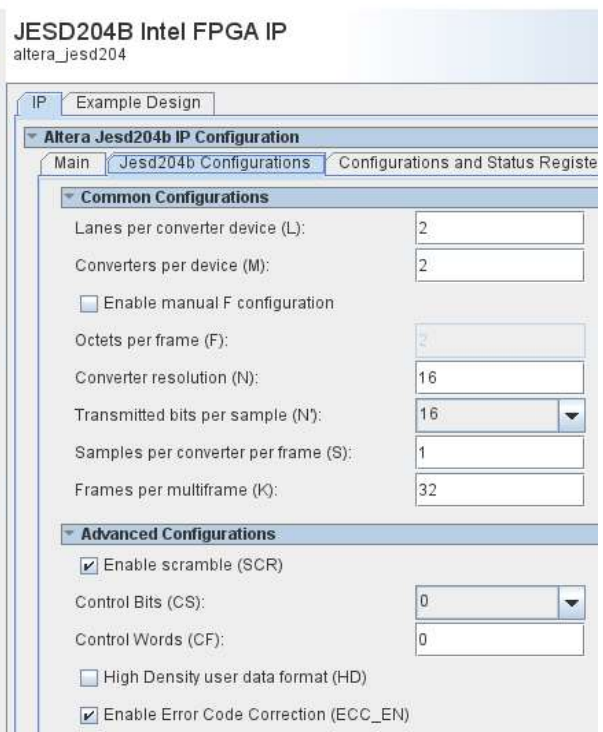 JESD204B Intel FPGA IP
altera_jesd204
IP Example Design
Altera Jesd204b IP Configuration
Main Jesd204b Configurations Configurations and Status Registe
Common Configurations
Lanes per converter device (L): 2
Converters per device (M): 2
Enable manual F configuration
Octets per frame (F): 2
Converter resolution (N): 16
Transmitted bits per sample (N'): 16
Samples per converter per frame (S): 1
Frames per multiframe (K): 32
Advanced Configurations
Enable scramble (SCR)
Control Bits (CS): 0
Control Words (CF): 0
High Density user data format (HD)
Enable Error Code Correction (ECC_EN)